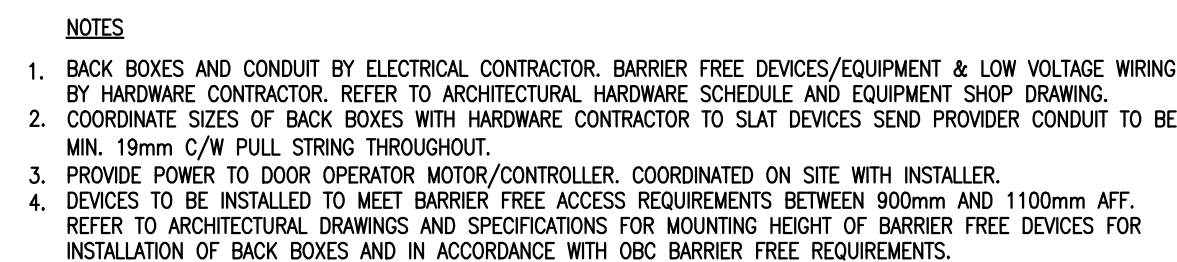 NOTES
1. BACK BOXES AND CONDUIT BY ELECTRICAL CONTRACTOR. BARRIER FREE DEVICES/EQUIPMENT & LOW VOLTAGE WIRING
BY HARDWARE CONTRACTOR. REFER TO ARCHITECTURAL HARDWARE SCHEDULE AND EQUIPMENT SHOP DRAWING.
2. COORDINATE SIZES OF BACK BOXES WITH HARDWARE CONTRACTOR TO SLAT DEVICES SEND PROVIDER CONDUIT TO BE
MIN. 19mm C/W PULL STRING THROUGHOUT.
3. PROVIDE POWER TO DOOR OPERATOR MOTOR/CONTROLLER. COORDINATED ON SITE WITH INSTALLER.
4. DEVICES TO BE INSTALLED TO MEET BARRIER FREE ACCESS REQUIREMENTS BETWEEN 900mm AND 1100mm AFF.
REFER TO ARCHITECTURAL DRAWINGS AND SPECIFICATIONS FOR MOUNTING HEIGHT OF BARRIER FREE DEVICES FOR
INSTALLATION OF BACK BOXES AND IN ACCORDANCE WITH OBC BARRIER FREE REQUIREMENTS.